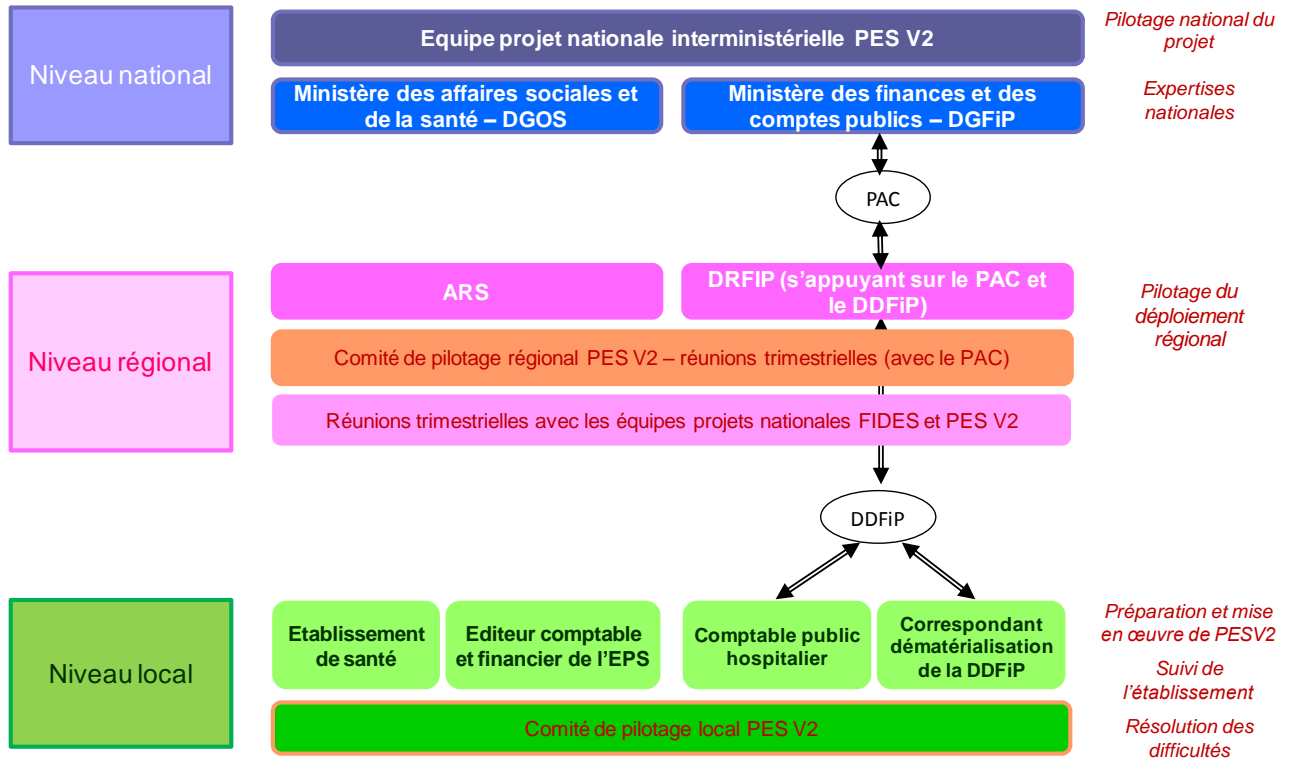 Niveau national
Equipe projet nationale interministérielle PES V2
Pilotage national du
projet
Ministère des affaires sociales et
de la santé – DGOS
Ministère des finances et des
comptes publics – DGFiP
Expertises
nationales
PAC
Niveau régional
ARS
DRFIP (s'appuyant sur le PAC et
le DDFiP)
Pilotage du
déploiement
régional
Comité de pilotage régional PES V2 – réunions trimestrielles (avec le PAC)
Réunions trimestrielles avec les équipes projets nationales FIDES et PES V2
DDFiP
Niveau local
Etablissement
de santé
Editeur comptable
et financier de l'EPS
Comptable public
hospitalier
Correspondant
dématérialisation
de la DDFiP
Préparation et mise
en œuvre de PESV2
Suivi de
l'établissement
Comité de pilotage local PES V2
Résolution des
difficultés